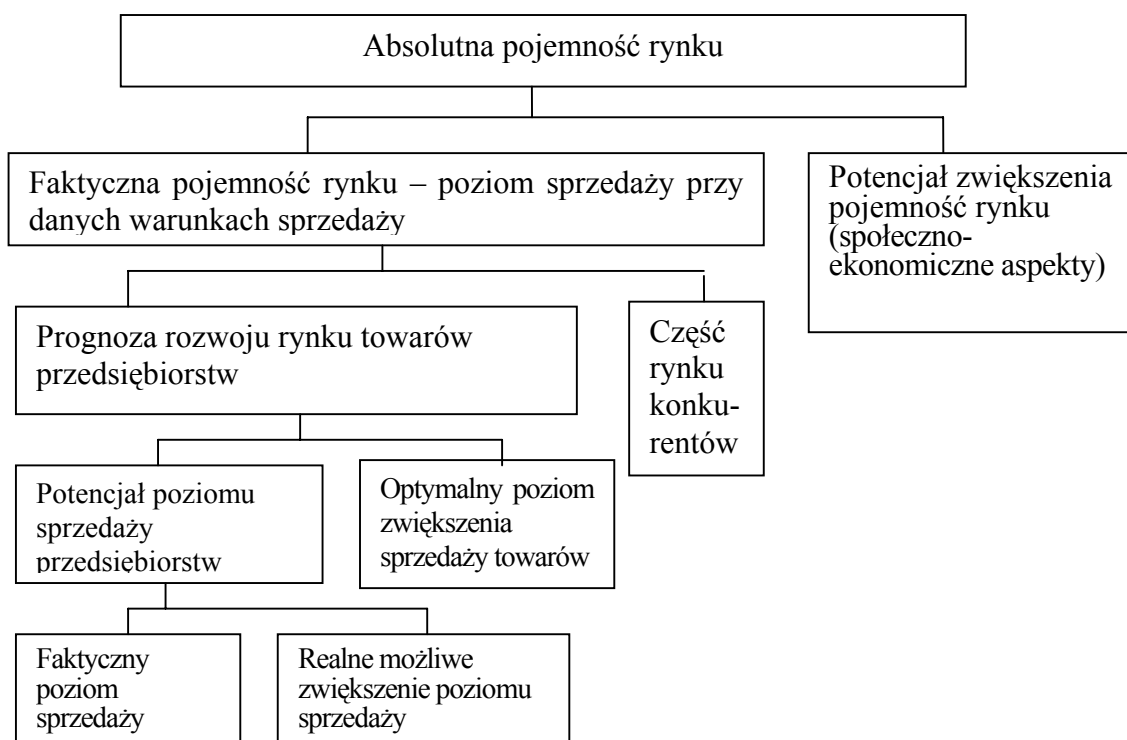 Absolutna pojemność rynku
Faktyczna pojemność rynku – poziom sprzedaży przy
danych warunkach sprzedaży
Potencjał zwiększenia
pojemność rynku
(społeczno-
ekonomiczne aspekty)
Prognoza rozwoju rynku towarów
przedsiębiorstw
Część
rynku
konku-
rentów
Potencjał poziomu
sprzedaży
przedsiębiorstw
Optymalny poziom
zwiększenia
sprzedaży towarów
Faktyczny
poziom
sprzedaży
Realne możliwe
zwiększenie poziomu
sprzedaży